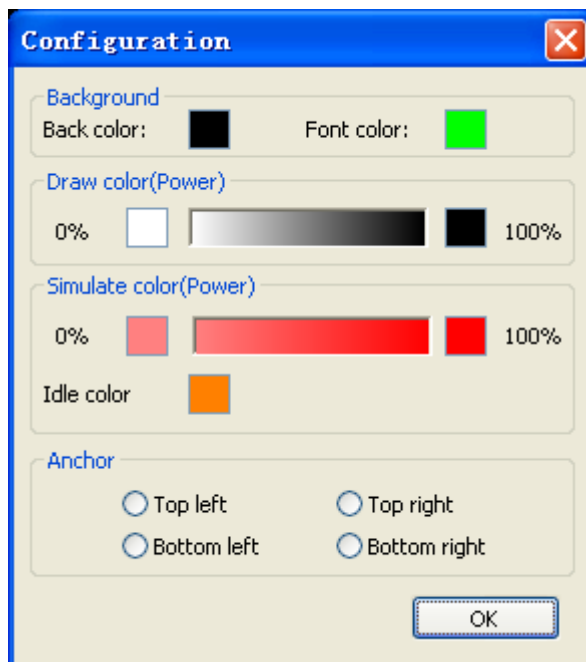 Configuration
Background
Back color: Font color:
Draw color(Power)
0% 100%
Simulate color(Power)
0% 100%
Idle color
Anchor
Top left Top right
Bottom left Bottom right
OK